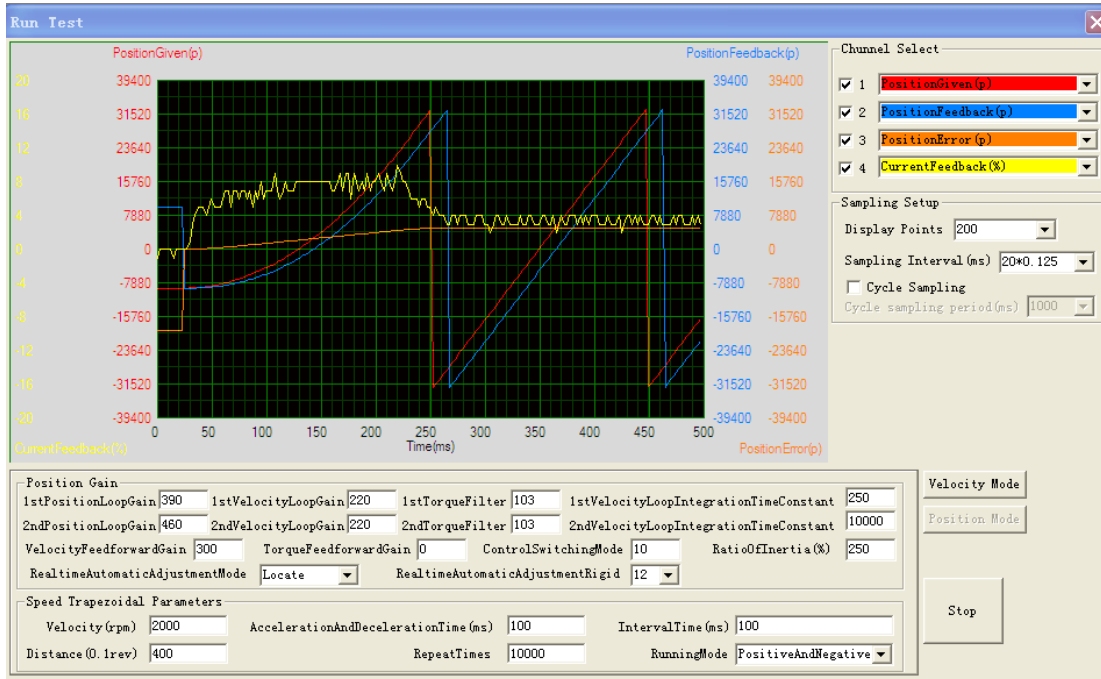 Run Test
PositionGiven(p) PositionFeedback(p)
20 39400 39400 39400
16 31520 31520 31520
12 23640 23640 23640
8 15760 15760 15760
4 7880 7880 7880
0 0 0 0
-4 -7880 -7880 -7880
-8 -15760 -15760 -15760
-12 -23640 -23640 -23640
-16 -31520 -31520 -31520
-20 -39400 -39400 -39400
0 50 100 150 200 250 300 350 400 450 500
CurrentFeedback(%) Time(ms) PositionError(p)
Chunnel Select
1 PositionGiven(p)
2 PositionFeedback(p)
3 PositionError(p)
4 CurrentFeedback(%)
Sampling Setup
Display Points 200
Sampling Interval(ms) 20*0.125
Cycle Sampling
Cycle sampling period(ms) 1000
Position Gain
1stPositionLoopGain 390 1stVelocityLoopGain 220 1stTorqueFilter 103 1stVelocityLoopIntegrationTimeConstant 250
2ndPositionLoopGain 460 2ndVelocityLoopGain 220 2ndTorqueFilter 103 2ndVelocityLoopIntegrationTimeConstant 10000
VelocityFeedforwardGain 300 TorqueFeedforwardGain 0 ControlSwitchingMode 10 RatioOfInertia(%) 250
RealtimeAutomaticAdjustmentMode Locate RealtimeAutomaticAdjustmentRigid 12
Velocity Mode
Position Mode
Speed Trapezoidal Parameters
Velocity(rpm) 2000 AccelerationAndDecelerationTime(ms) 100 IntervalTime(ms) 100
Distance(0.1rev) 400 RepeatTimes 10000 RunningMode PositiveAndNegative
Stop